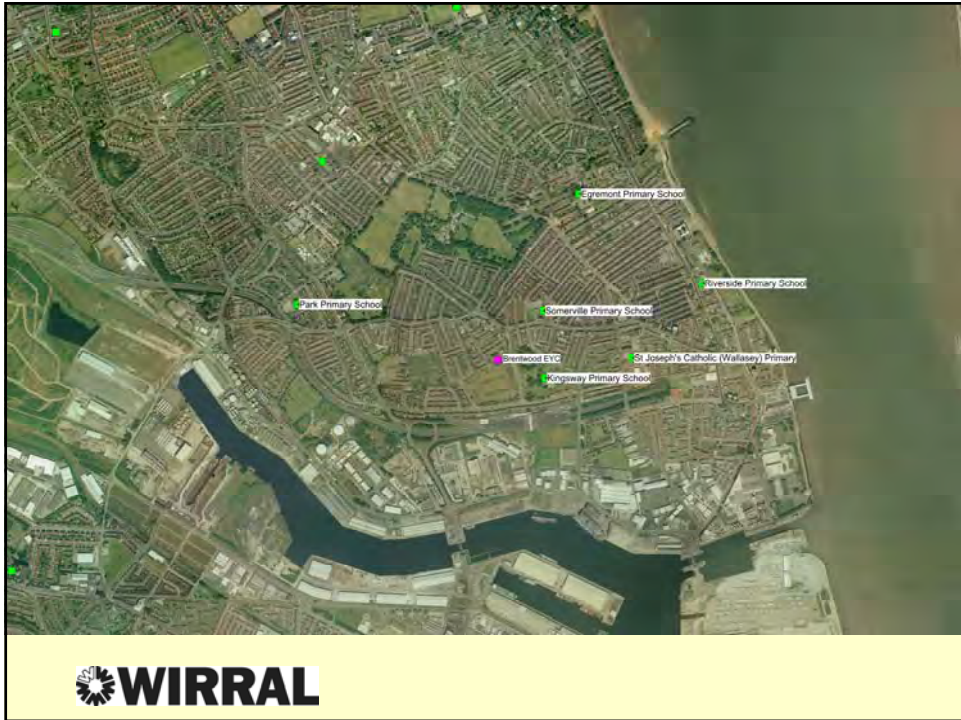 Egremont Primary School
Riverside Primary School
Park Primary School
Somerville Primary School
Brentwood EYC
St Joseph's Catholic (Wallasey) Primary
Kingsway Primary School
WIRRAL